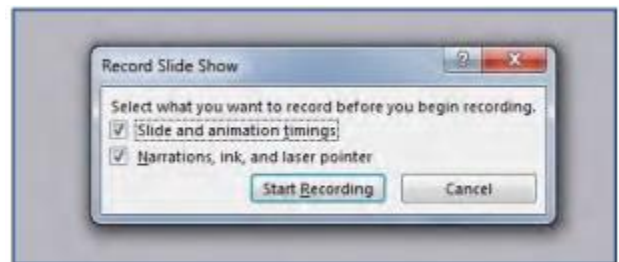 Record Slide Show
Select what you want to record before you begin recording.
Slide and animation timings
Narrations, ink, and laser pointer
Start Recording Cancel